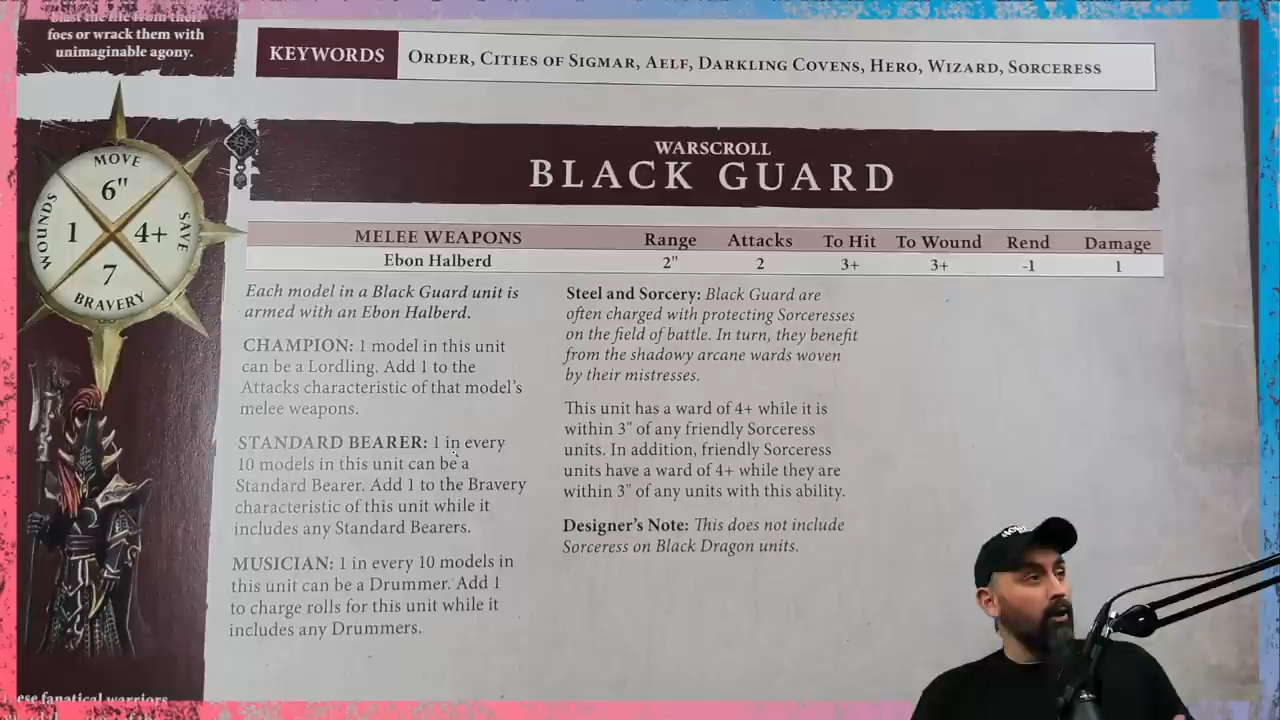 blast the life from their
foes or wrack them with
unimaginable agony.
KEYWORDS
ORDER, CITIES OF SIGMAR, AELF, DARKLING COVENS, HERO, WIZARD, SORCERESS
WARSCROLL
BLACK GUARD
MOVE
6"
WOUNDS
1
4+
SAVE
7
BRAVERY
MELEE WEAPONS Range Attacks To Hit To Wound Rend Damage
Ebon Halberd 2" 2 3+ 3+ -1 1
Each model in a Black Guard unit is
armed with an Ebon Halberd.
CHAMPION: 1 model in this unit
can be a Lordling. Add 1 to the
Attacks characteristic of that model's
melee weapons.
STANDARD BEARER: 1 in every
10 models in this unit can be a
Standard Bearer. Add 1 to the Bravery
characteristic of this unit while it
includes any Standard Bearers.
MUSICIAN: 1 in every 10 models in
this unit can be a Drummer. Add 1
to charge rolls for this unit while it
includes any Drummers.
Steel and Sorcery: Black Guard are
often charged with protecting Sorceresses
on the field of battle. In turn, they benefit
from the shadowy arcane wards woven
by their mistresses.
This unit has a ward of 4+ while it is
within 3" of any friendly Sorceress
units. In addition, friendly Sorceress
units have a ward of 4+ while they are
within 3" of any units with this ability.
Designer's Note: This does not include
Sorceress on Black Dragon units.
fanatical warriors